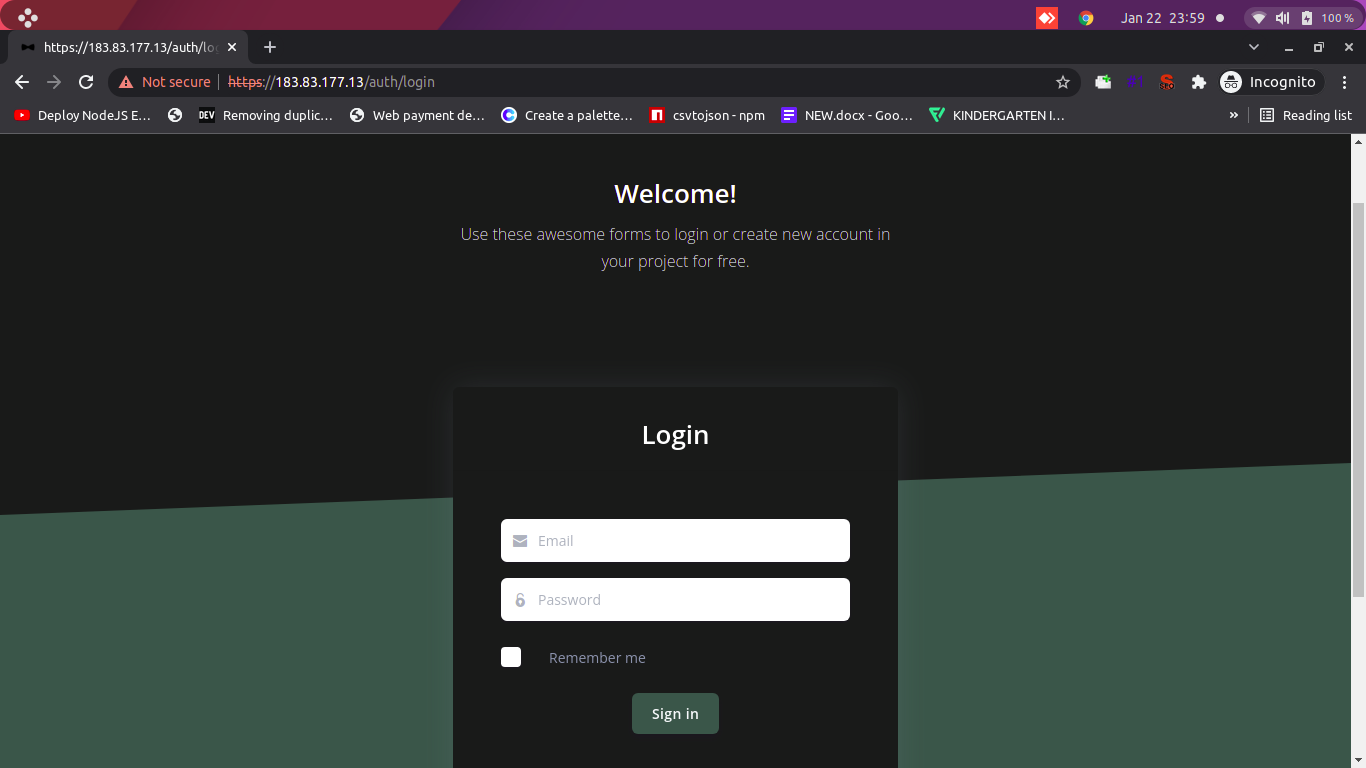 Jan 22 23:59
100 %
https://183.83.177.13/auth/lo
Not secure
https://183.83.177.13/auth/login
#1
SEO
Incognito
Deploy NodeJS E…
DEV
Removing duplic…
Web payment de…
Create a palette…
csvtojson - npm
NEW.docx - Goo…
KINDERGARTEN I…
»
Reading list
Welcome!
Use these awesome forms to login or create new account in
your project for free.
Login
Email
Password
Remember me
Sign in